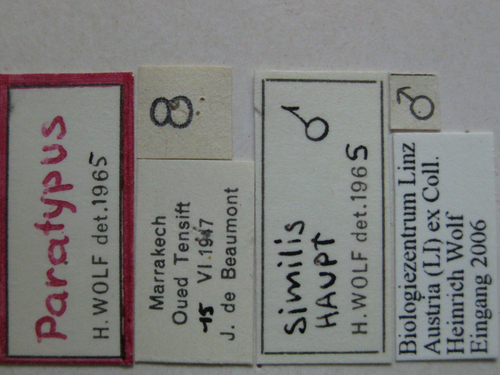 Paratypus
H. WOLF det. 1965
8
Marrakech
Oued Tensift
15 VI.1947
J. de Beaumont
♂
Similis
HAUPT
H. WOLF det. 1965
♂
Biologiezentrum Linz
Austria (LI) ex Coll.
Heinrich Wolf
Eingang 2006